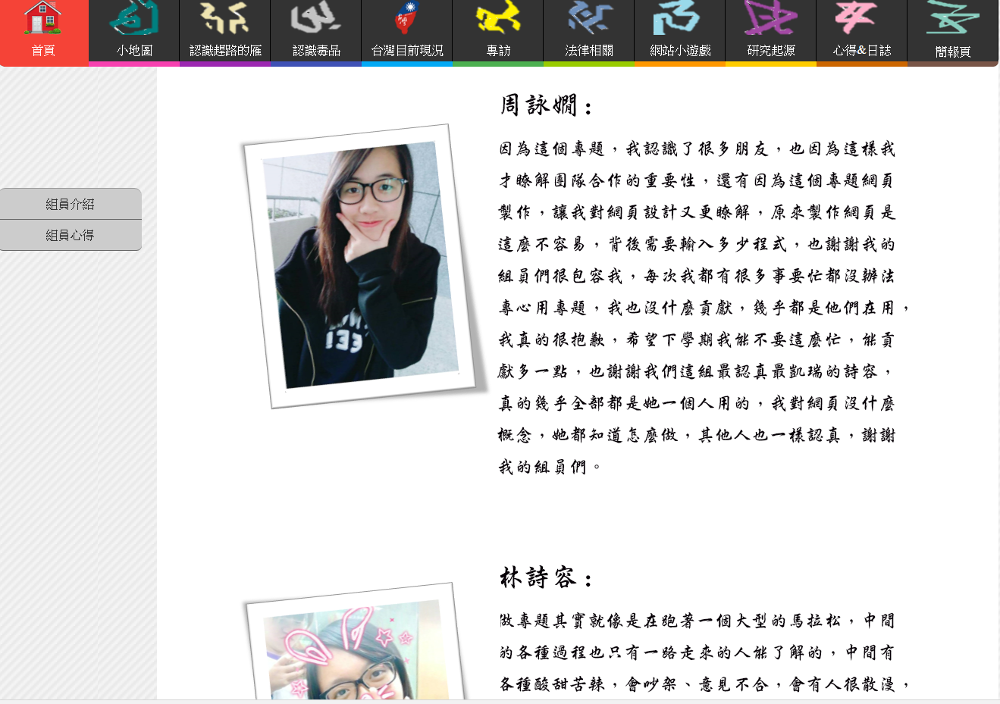 首頁
小地圖
認識趕路的雁
認識毒品
台灣目前現況
專訪
法律相關
網站小遊戲
研究起源
心得&日誌
簡報頁
組員介紹
組員心得
周詠嫺：
因為這個專題，我認識了很多朋友，也因為這樣我
才瞭解團隊合作的重要性，還有因為這個專題網頁
製作，讓我對網頁設計又更瞭解，原來製作網頁是
這麼不容易，背後需要輸入多少程式，也謝謝我的
組員們很包容我，每次我都有很多事要忙都沒辦法
專心用專題，我也沒什麼貢獻，幾乎都是他們在用，
我真的很抱歉，希望下學期我能不要這麼忙，能貢
獻多一點，也謝謝我們這組最認真最凱瑞的詩容，
真的幾乎全部都是她一個人用的，我對網頁沒什麼
概念，她都知道怎麼做，其他人也一樣認真，謝謝
我的組員們。
林詩容：
做專題其實就像是在跑著一個大型的馬拉松，中間
的各種過程也只有一路走來的人能了解的，中間有
各種酸甜苦辣，會吵架、意見不合，會有人很散漫，